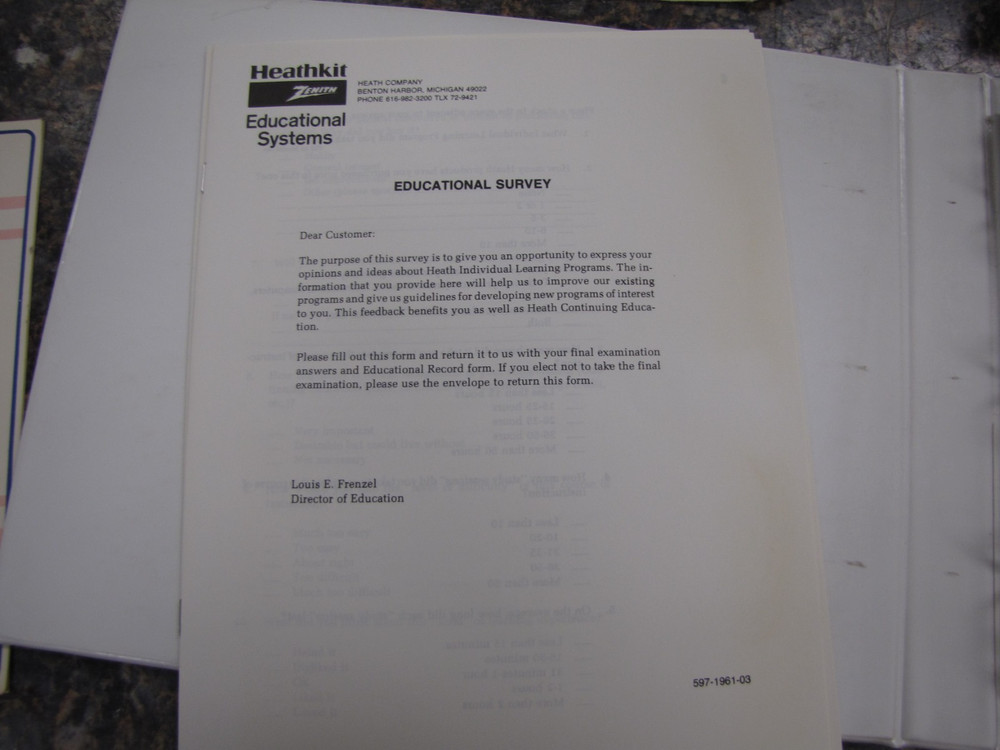 Heathkit
ZENITH
Educational
Systems
HEATH COMPANY
BENTON HARBOR, MICHIGAN 49022
PHONE 616-982-3200 TLX 72-9421
EDUCATIONAL SURVEY
Dear Customer:
The purpose of this survey is to give you an opportunity to express your
opinions and ideas about Heath Individual Learning Programs. The in-
formation that you provide here will help us to improve our existing
programs and give us guidelines for developing new programs of interest
to you. This feedback benefits you as well as Heath Continuing Educa-
tion.
Please fill out this form and return it to us with your final examination
answers and Educational Record form. If you elect not to take the final
examination, please use the envelope to return this form.
Louis E. Frenzel
Director of Education
597-1961-03